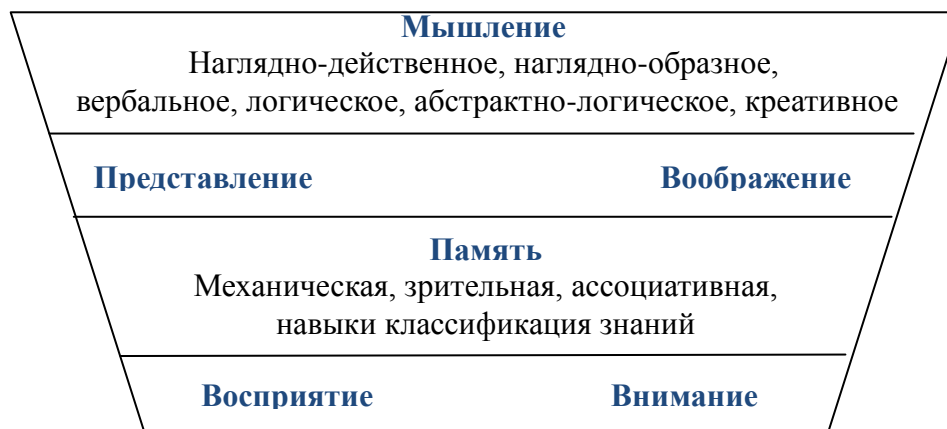 Мышление
Наглядно-действенное, наглядно-образное,
вербальное, логическое, абстрактно-логическое, креативное
Представление Воображение
Память
Механическая, зрительная, ассоциативная,
навыки классификация знаний
Восприятие Внимание